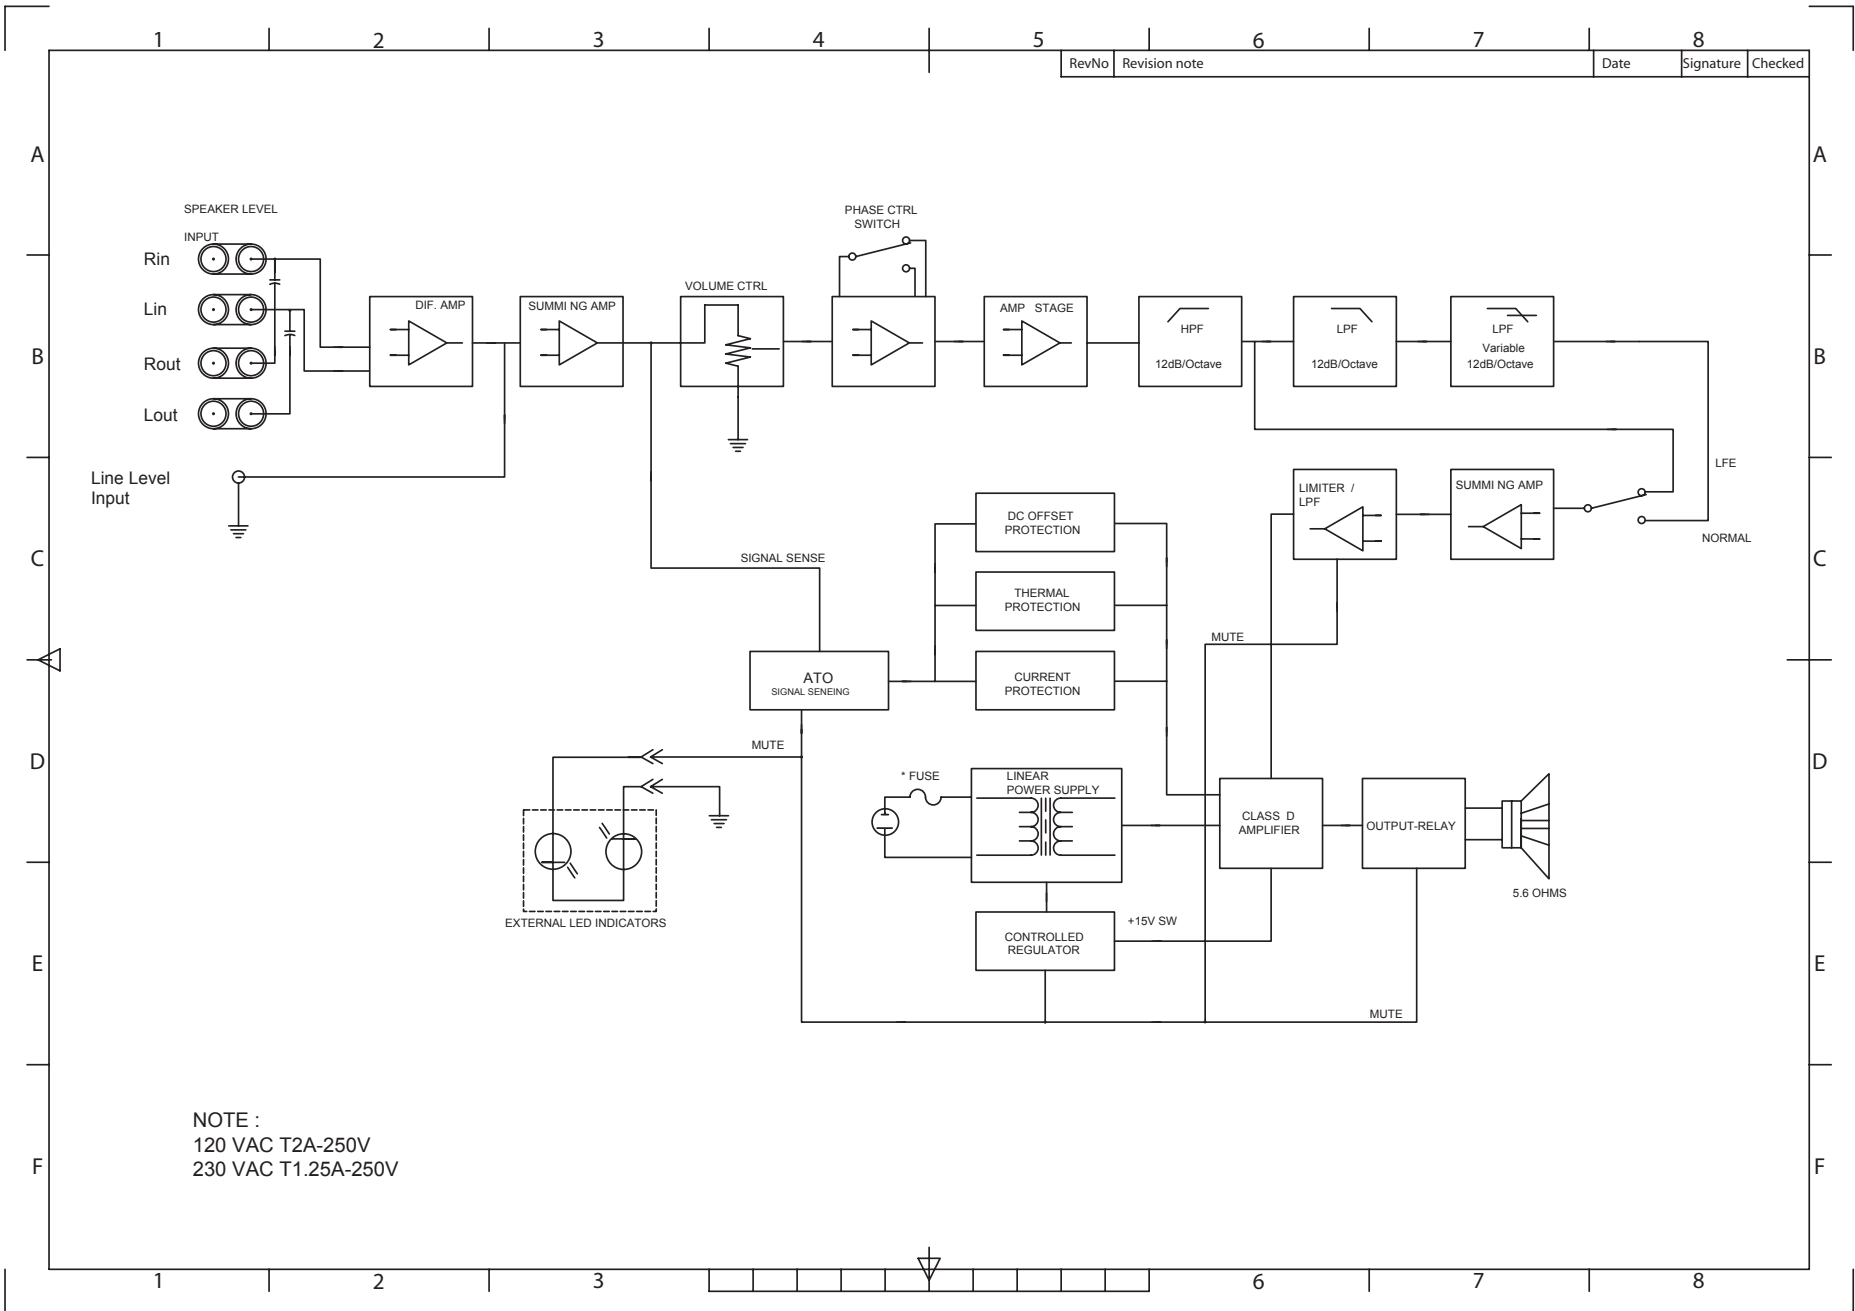 1 2 3 4 5 6 7 8
RevNo Revision note Date Signature Checked
A A
SPEAKER LEVEL
INPUT
PHASE CTRL
SWITCH
Rin
Lin
Rout
Lout
DIF. AMP
SUMMI NG AMP
VOLUME CTRL
AMP STAGE
HPF
12dB/Octave
LPF
12dB/Octave
LPF
Variable
12dB/Octave
B B
Line Level
Input
LFE
NORMAL
SUMMI NG AMP
LIMITER /
LPF
DC OFFSET
PROTECTION
C C
SIGNAL SENSE
THERMAL
PROTECTION
MUTE
ATO
SIGNAL SENEING
CURRENT
PROTECTION
MUTE
D D
* FUSE
LINEAR
POWER SUPPLY
CLASS D
AMPLIFIER
OUTPUT-RELAY
5.6 OHMS
EXTERNAL LED INDICATORS
+15V SW
CONTROLLED
REGULATOR
E E
MUTE
NOTE :
120 VAC T2A-250V
230 VAC T1.25A-250V
F F
1 2 3 6 7 8